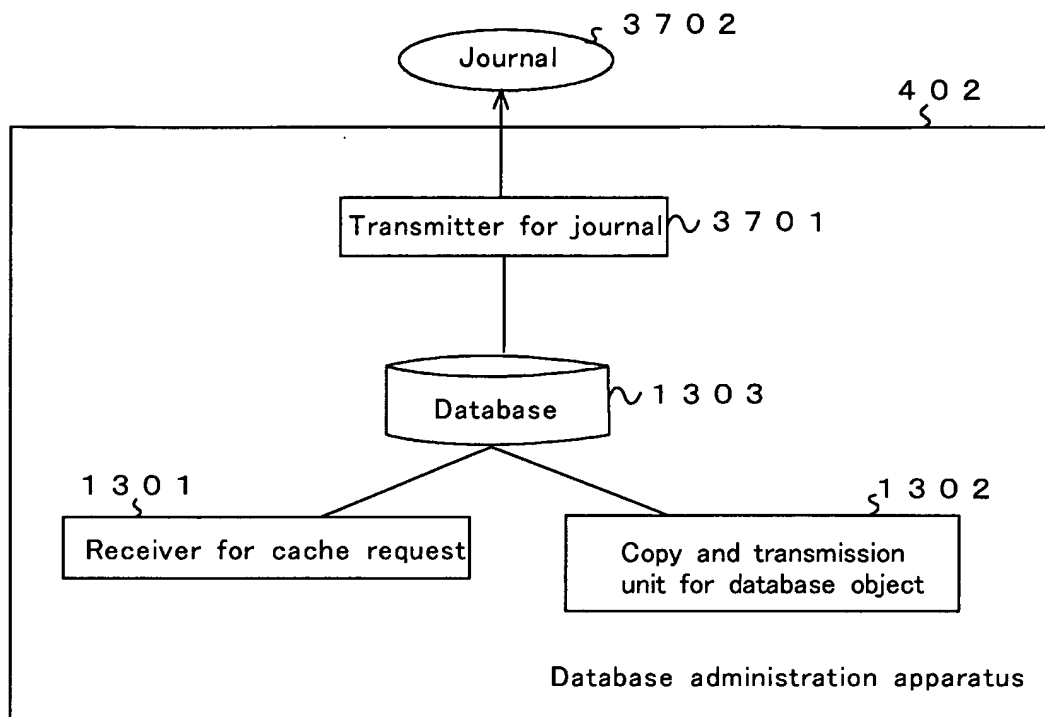 3702
Journal
402
Transmitter for journal
3701
Database
1303
1301
1302
Receiver for cache request
Copy and transmission
unit for database object
Database administration apparatus